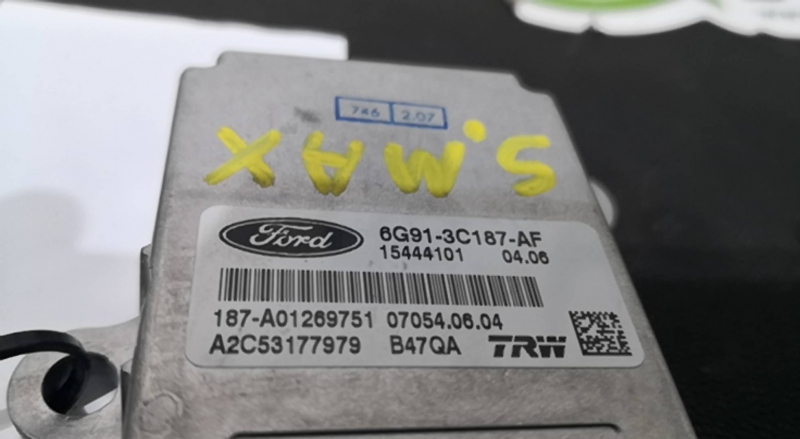 746 2.07
S.MAX
Ford 6G91-3C187-AF
15444101 04.06
187-A01269751 07054.06.04
A2C53177979 B47QA TRW